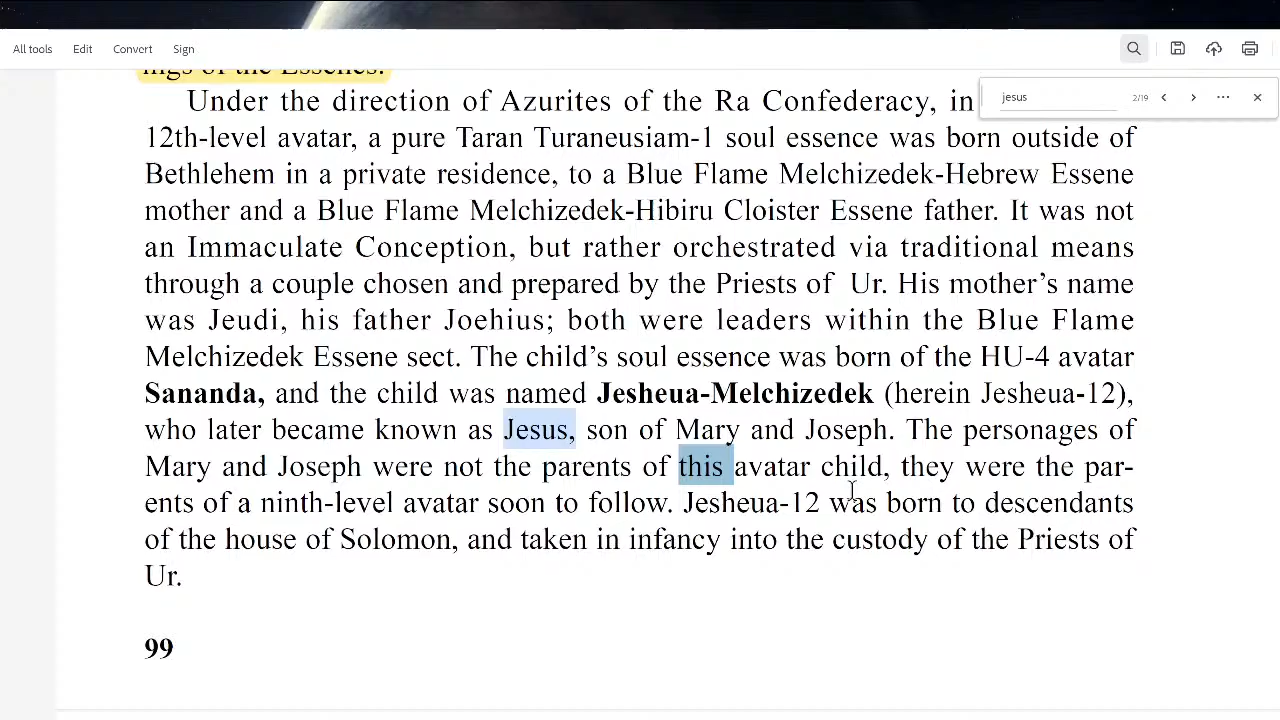 All tools Edit Convert Sign
jesus 2/19
ings of the Essenes.
Under the direction of Azurites of the Ra Confederacy, in
12th-level avatar, a pure Taran Turaneusiam-1 soul essence was born outside of
Bethlehem in a private residence, to a Blue Flame Melchizedek-Hebrew Essene
mother and a Blue Flame Melchizedek-Hibiru Cloister Essene father. It was not
an Immaculate Conception, but rather orchestrated via traditional means
through a couple chosen and prepared by the Priests of Ur. His mother’s name
was Jeudi, his father Joehius; both were leaders within the Blue Flame
Melchizedek Essene sect. The child’s soul essence was born of the HU-4 avatar
Sananda, and the child was named Jesheua-Melchizedek (herein Jesheua-12),
who later became known as Jesus, son of Mary and Joseph. The personages of
Mary and Joseph were not the parents of this avatar child, they were the par-
ents of a ninth-level avatar soon to follow. Jesheua-12 was born to descendants
of the house of Solomon, and taken in infancy into the custody of the Priests of
Ur.
99